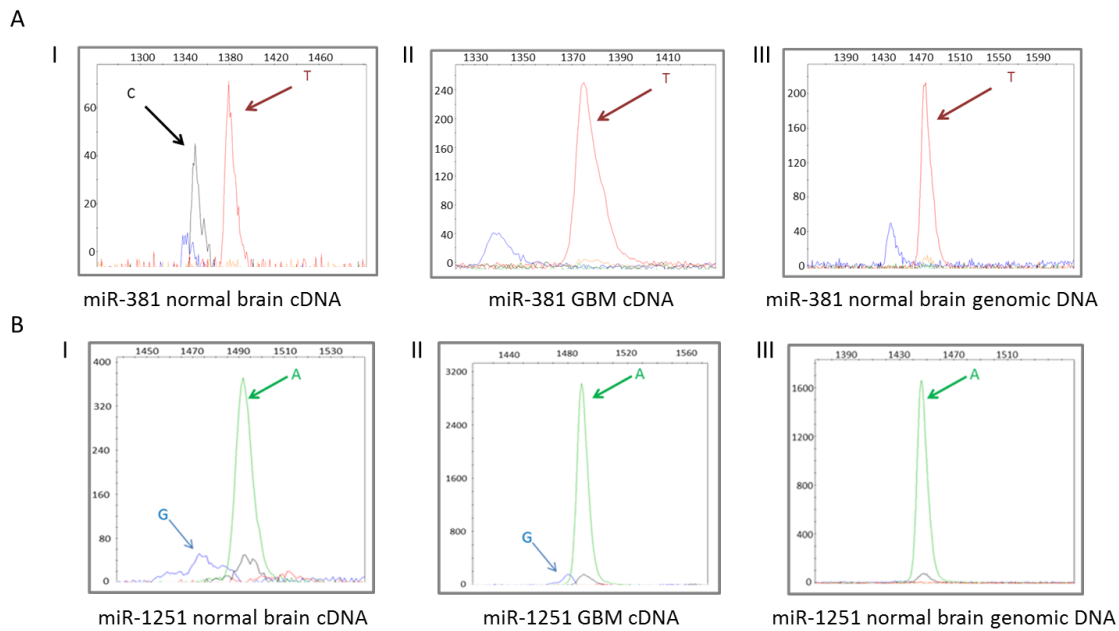 A
I
1300 1340 1380 1420 1460
60
40
20
0
C
T
miR-381 normal brain cDNA
II
1330 1350 1370 1390 1410
240
200
160
120
80
40
0
T
miR-381 GBM cDNA
III
1390 1430 1470 1510 1550 1590
200
160
120
80
40
0
T
miR-381 normal brain genomic DNA
B
I
1450 1470 1490 1510 1530
400
320
240
160
80
0
G
A
miR-1251 normal brain cDNA
II
1440 1480 1520 1560
3200
2400
1600
800
0
G
A
miR-1251 GBM cDNA
III
1390 1430 1470 1510
1600
1200
800
400
0
A
miR-1251 normal brain genomic DNA